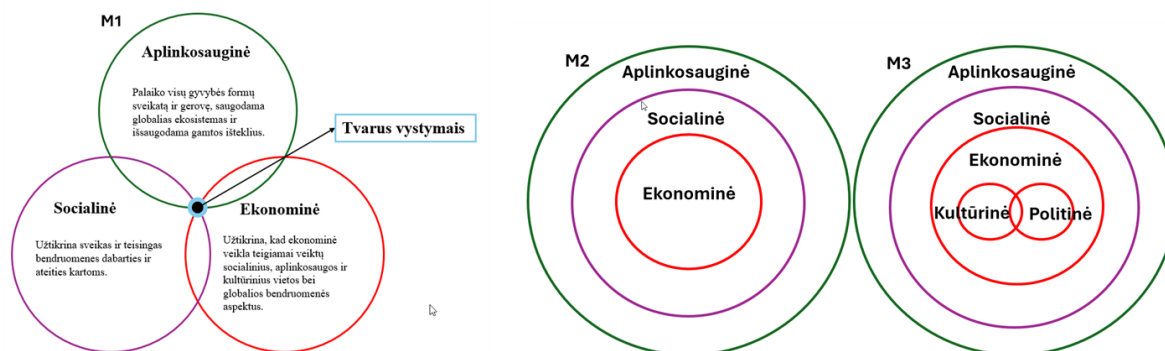 M1
Aplinkosauginė
Palaiko visų gyvybės formų
sveikatą ir gerovę, saugodama
globalias ekosistemas ir
išsaugodama gamtos išteklius.
Tvarus vystymais
Socialinė
Užtikrina sveikas ir teisingas
bendruomenes dabarties ir
ateities kartoms.
Ekonominė
Užtikrina, kad ekonominė
veikla teigiamai veiktų
socialinius, aplinkosaugos ir
kultūrinius vietos bei
globalios bendruomenės
aspektus.
M2
Aplinkosauginė
Socialinė
Ekonominė
M3
Aplinkosauginė
Socialinė
Ekonominė
Kultūrinė
Politinė